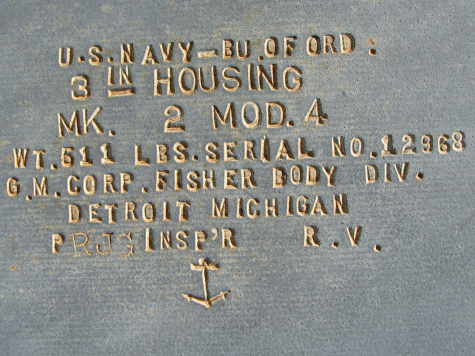 U.S.NAVY-BU.OF ORD:
3 IN HOUSING
MK. 2 MOD.4
WT.511 LBS.SERIAL NO.12968
G.M.CORP.FISHER BODY DIV.
DETROIT MICHIGAN
INSP'R R.V.